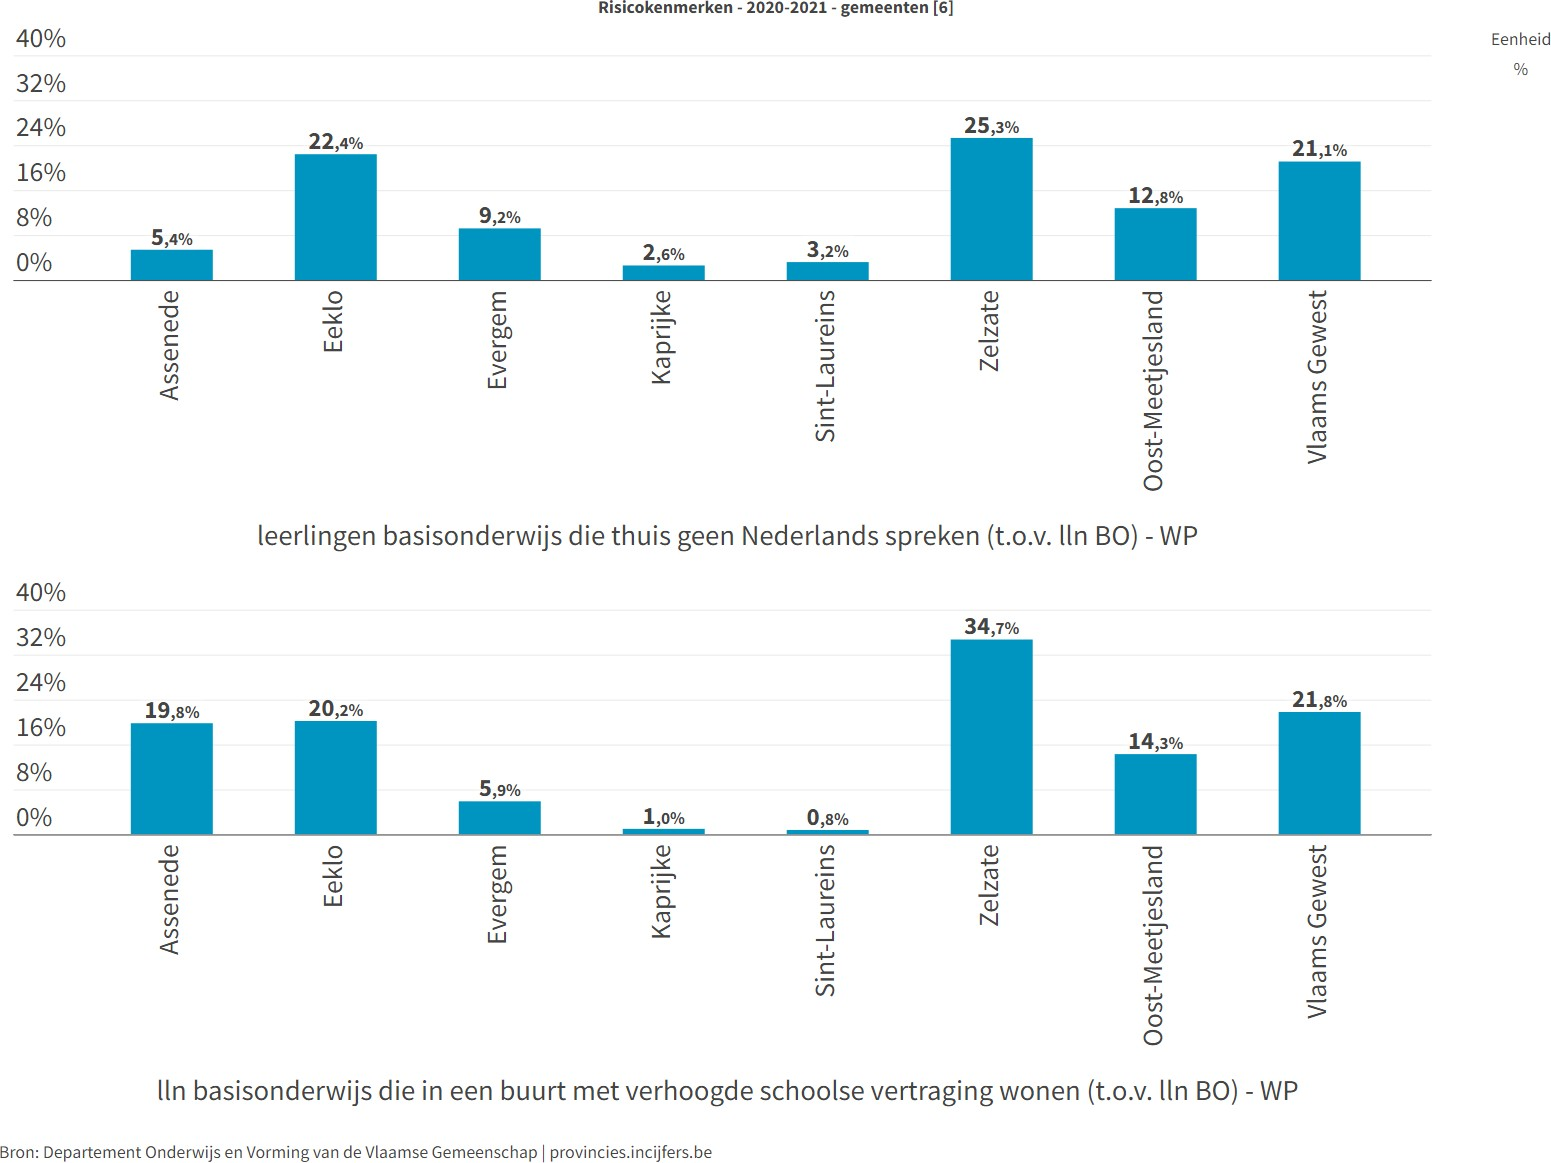 Risicokenmerken - 2020-2021 - gemeenten [6]
Eenheid
%
40%
32%
24%
16%
8%
0%
5,4%
22,4%
9,2%
2,6%
3,2%
25,3%
12,8%
21,1%
Assenede
Eeklo
Evergem
Kaprijke
Sint-Laureins
Zelzate
Oost-Meetjesland
Vlaams Gewest
leerlingen basisonderwijs die thuis geen Nederlands spreken (t.o.v. lln BO) - WP
40%
32%
24%
16%
8%
0%
19,8%
20,2%
5,9%
1,0%
0,8%
34,7%
14,3%
21,8%
Assenede
Eeklo
Evergem
Kaprijke
Sint-Laureins
Zelzate
Oost-Meetjesland
Vlaams Gewest
lln basisonderwijs die in een buurt met verhoogde schoolse vertraging wonen (t.o.v. lln BO) - WP
Bron: Departement Onderwijs en Vorming van de Vlaamse Gemeenschap | provincies.incijfers.be